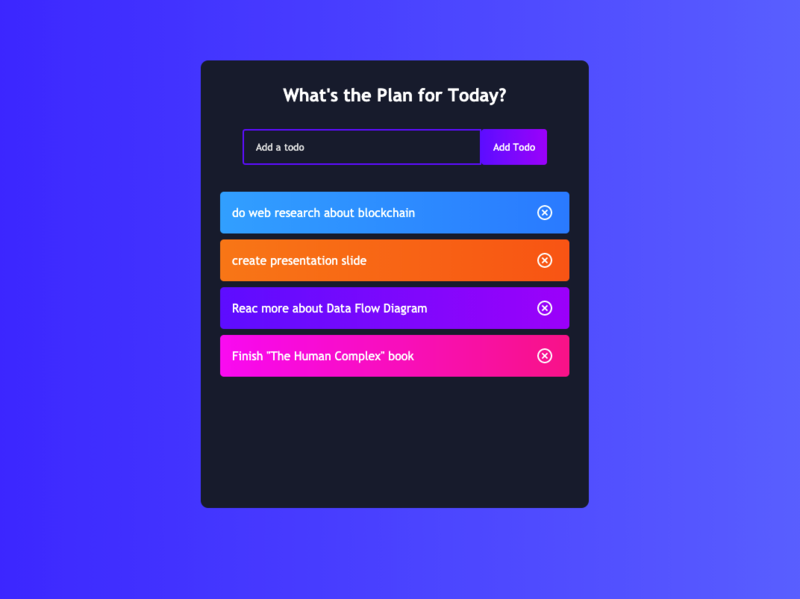 What's the Plan for Today?
Add a todo
Add Todo
do web research about blockchain
create presentation slide
Reac more about Data Flow Diagram
Finish "The Human Complex" book